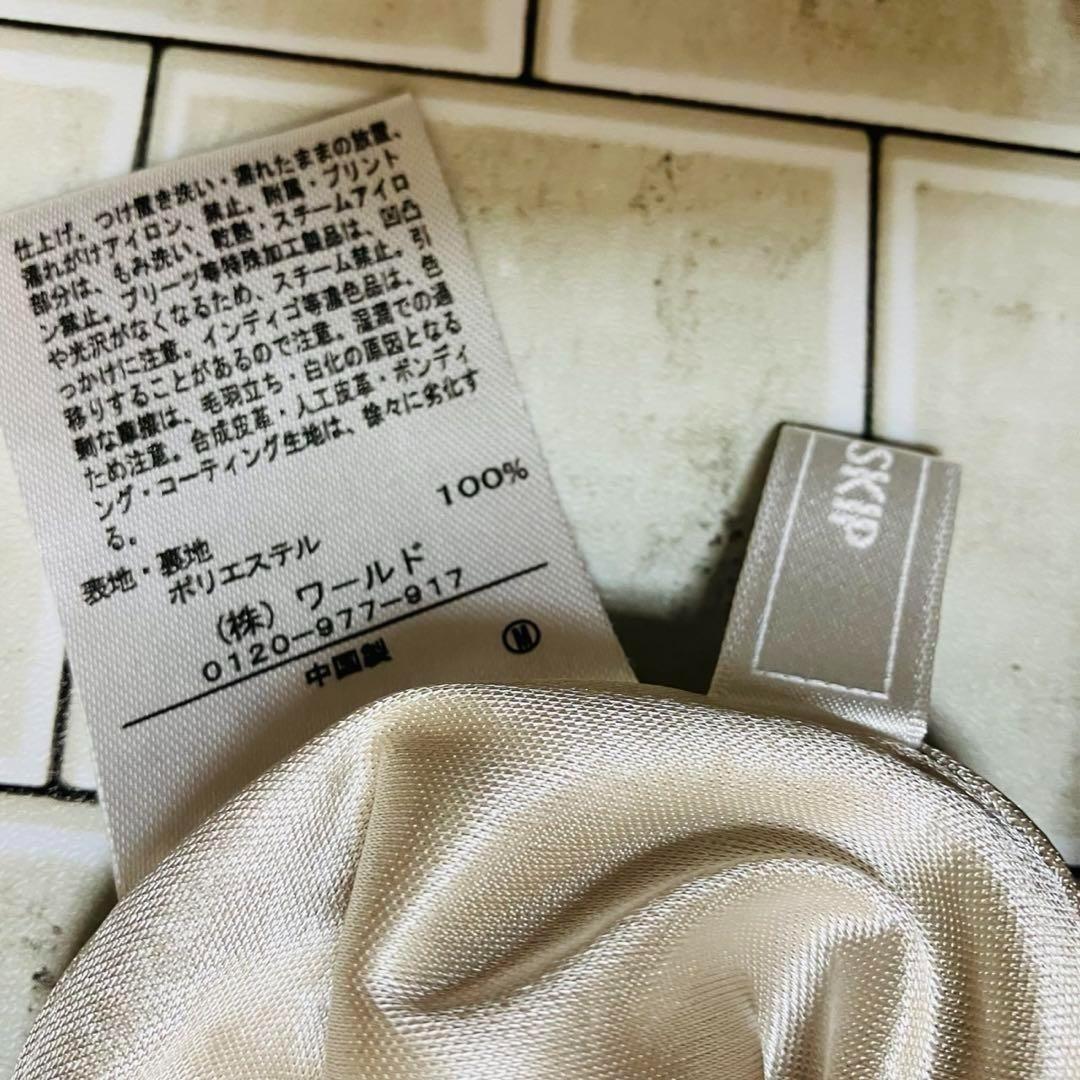 仕上げ。つけ置き洗い・濡れたままの放置、
濡れがけアイロン、禁止。附属・プリント
部分は、もみ洗い、乾熱・スチームアイロ
ン禁止。プリーツ等特殊加工製品は、凹凸
や光沢がなくなるため、スチーム禁止。引
っかけに注意。インディゴ等濃色品は、色
移りすることがあるので注意。湿潤での過
剰な摩擦は、毛羽立ち・白化の原因となる
ため注意。合成皮革・人工皮革・ボンディ
ング・コーティング生地は、徐々に劣化す
る。
表地・裏地
ポリエステル 100%
(株) ワールド
0120-977-917
中国製 M
SKIP